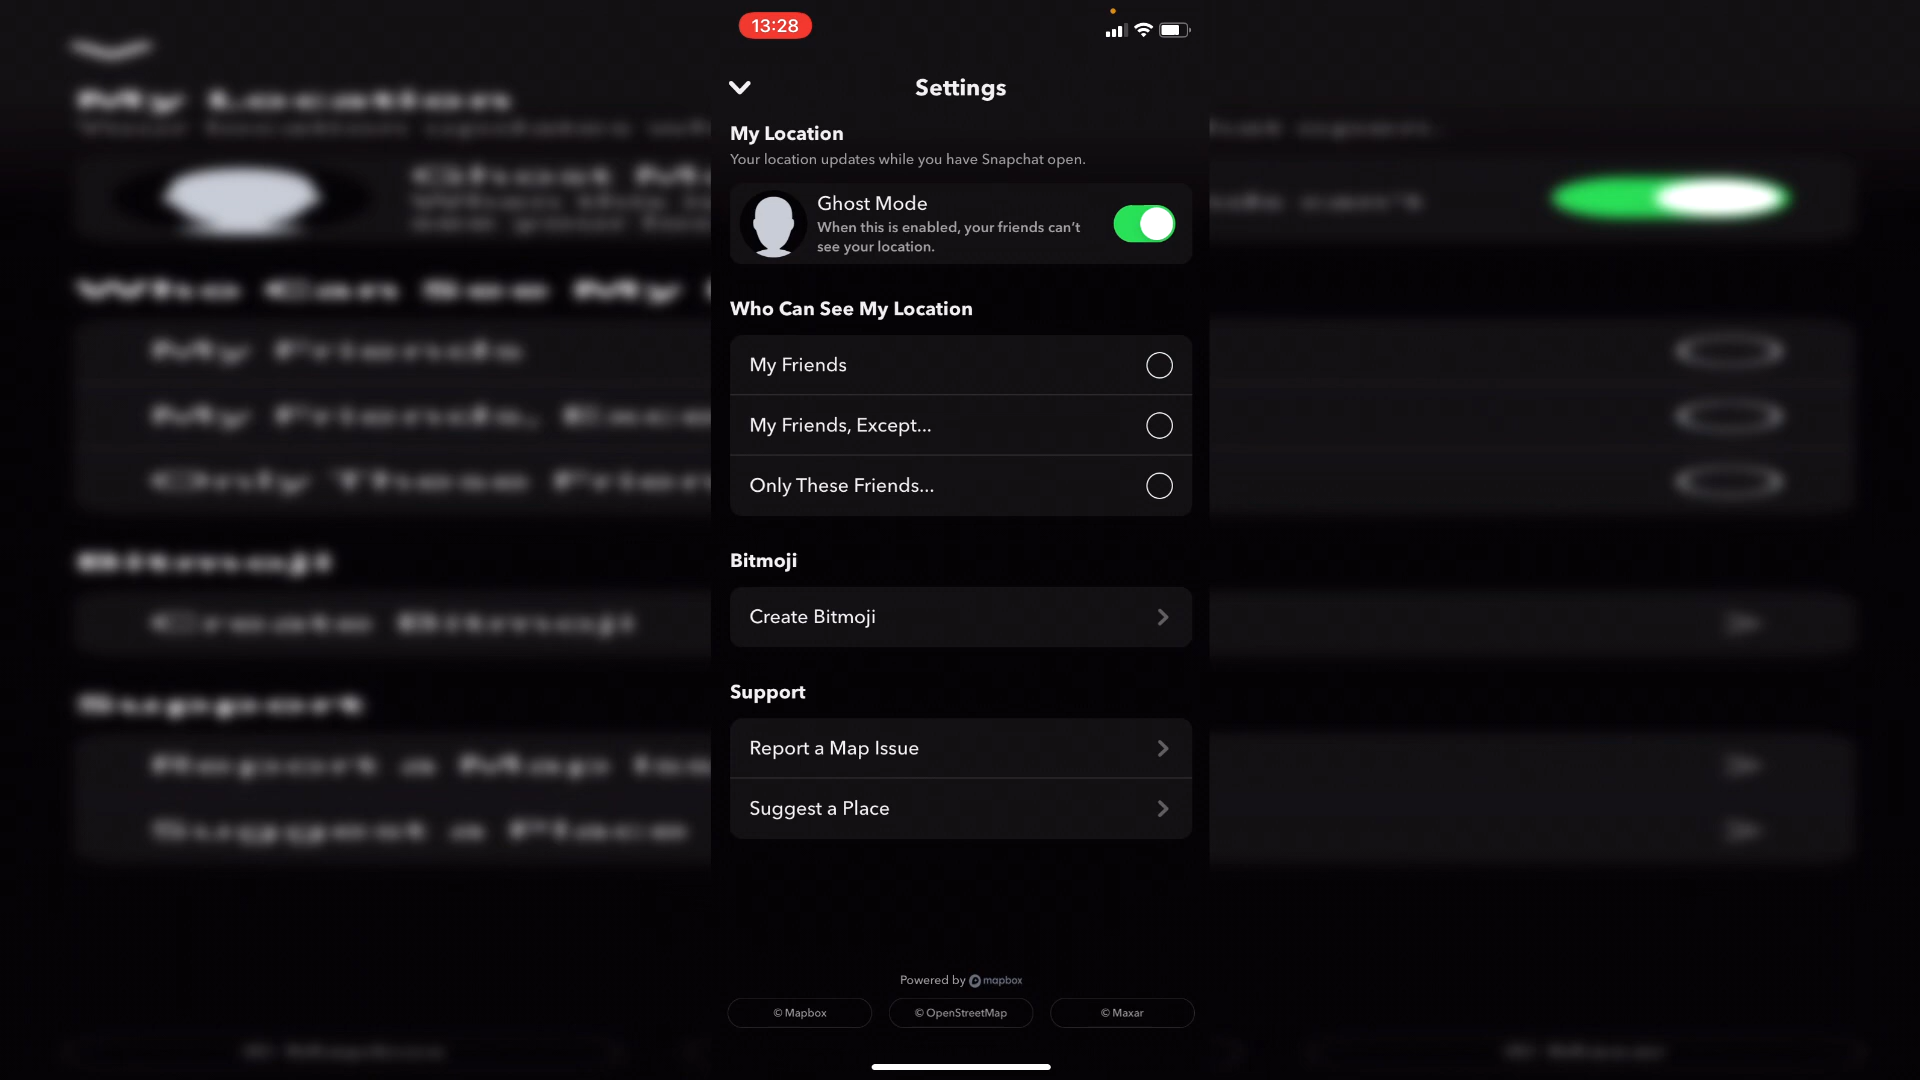 13:28
Settings
My Location
Your location updates while you have Snapchat open.
Ghost Mode
When this is enabled, your friends can't
see your location.
Who Can See My Location
My Friends
My Friends, Except...
Only These Friends...
Bitmoji
Create Bitmoji
Support
Report a Map Issue
Suggest a Place
Powered by mapbox
© Mapbox
© OpenStreetMap
© Maxar